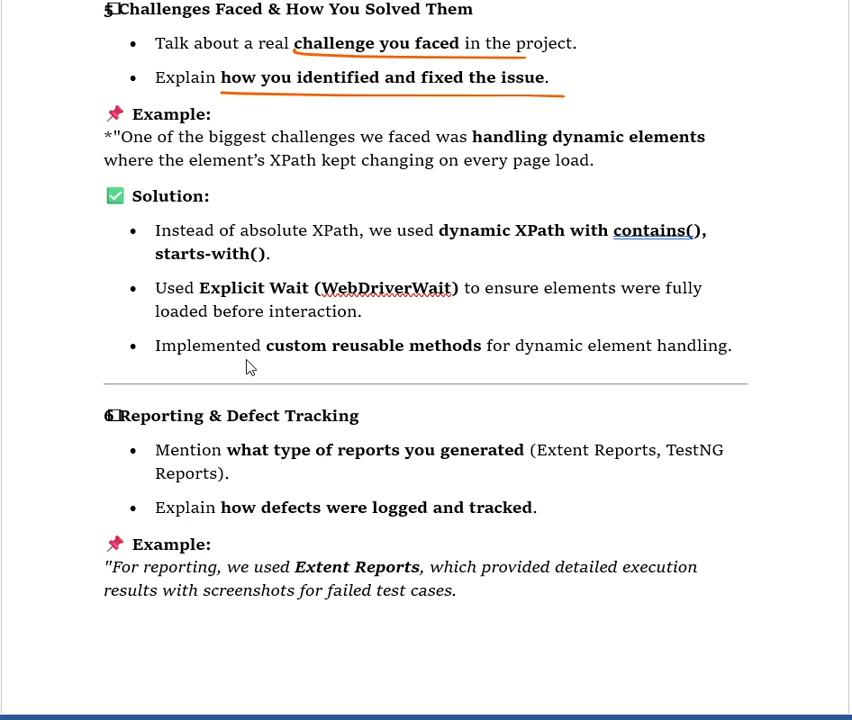 5 Challenges Faced & How You Solved Them
• Talk about a real challenge you faced in the project.
• Explain how you identified and fixed the issue.
📌 Example:
*"One of the biggest challenges we faced was handling dynamic elements
where the element’s XPath kept changing on every page load.
✅ Solution:
• Instead of absolute XPath, we used dynamic XPath with contains(),
starts-with().
• Used Explicit Wait (WebDriverWait) to ensure elements were fully
loaded before interaction.
• Implemented custom reusable methods for dynamic element handling.
6 Reporting & Defect Tracking
• Mention what type of reports you generated (Extent Reports, TestNG
Reports).
• Explain how defects were logged and tracked.
📌 Example:
"For reporting, we used Extent Reports, which provided detailed execution
results with screenshots for failed test cases.